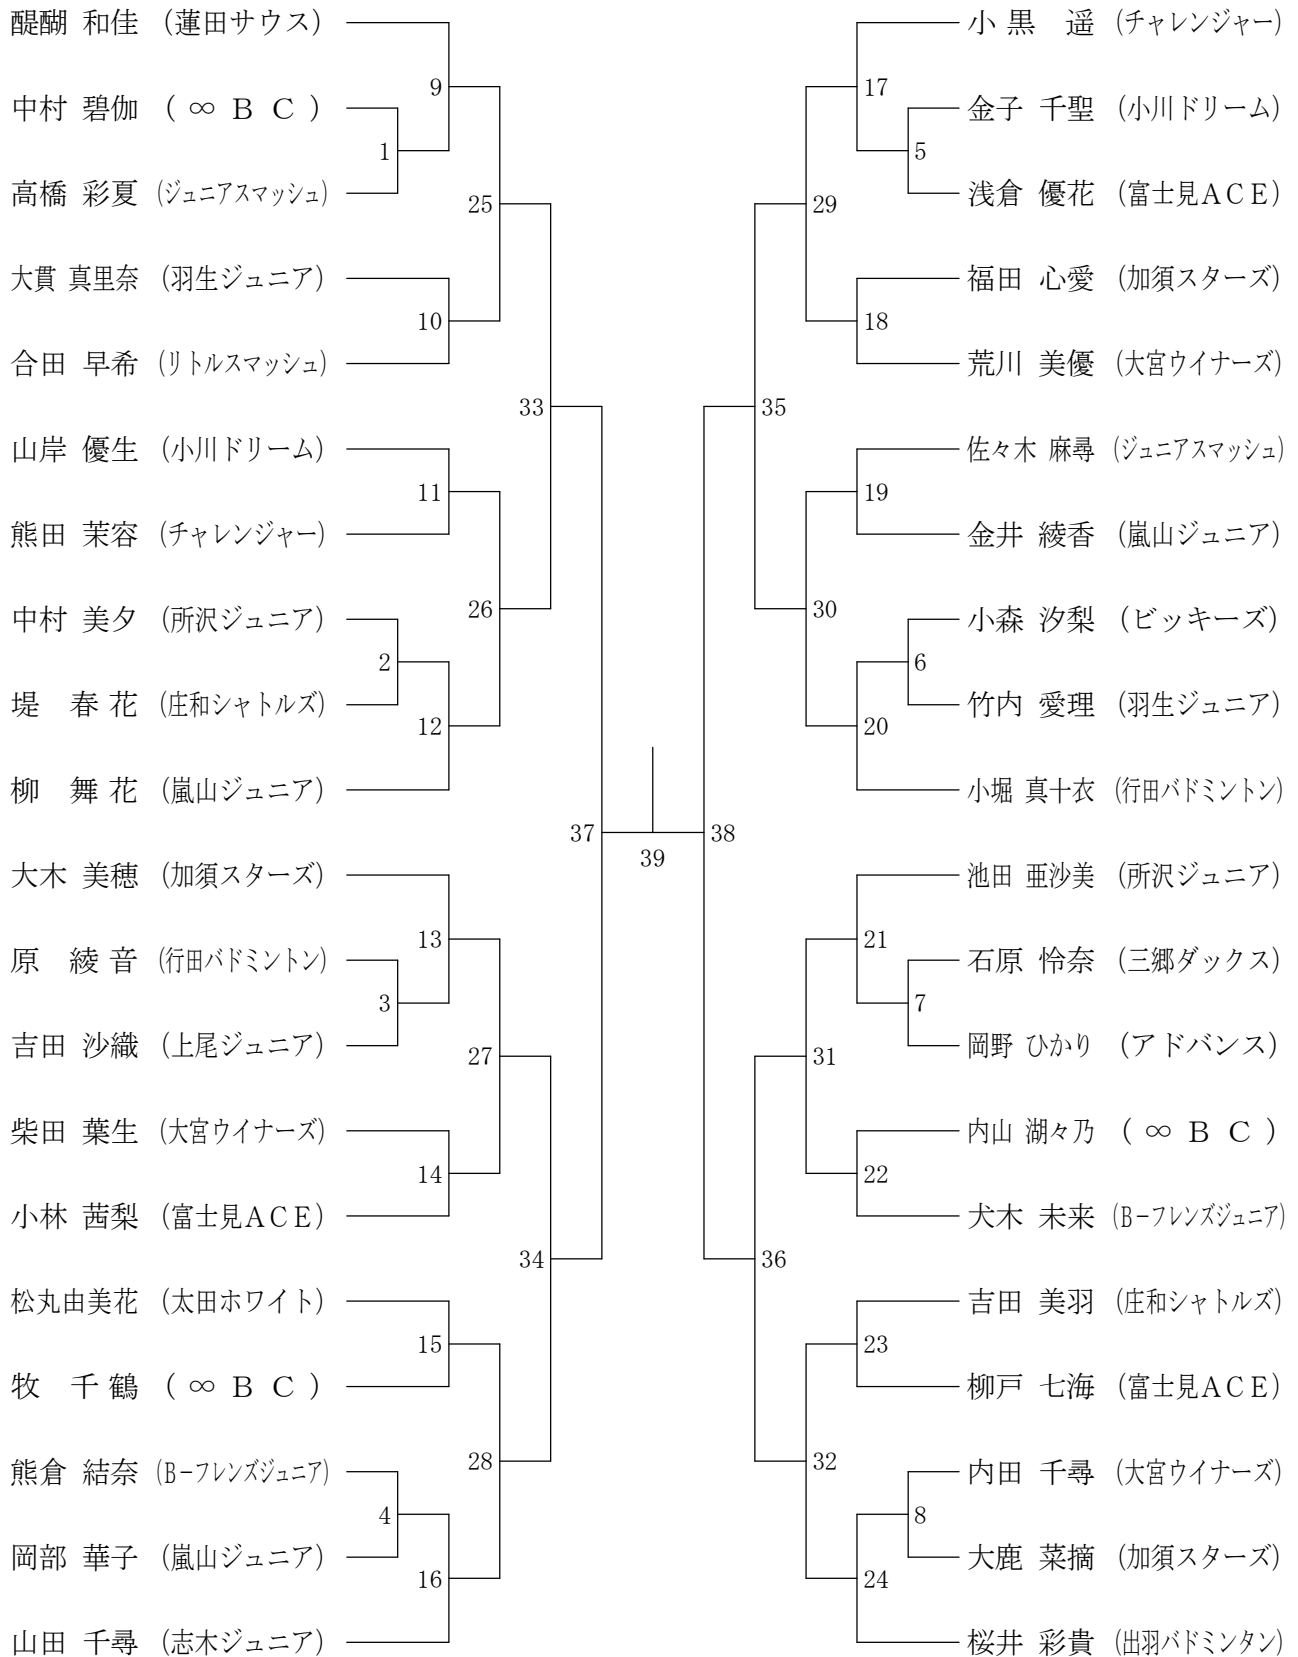 醍醐 和佳 (蓮田サウス)
中村 碧伽 (∞ＢＣ)
高橋 彩夏 (ジュニアスマッシュ)
大貫 真里奈 (羽生ジュニア)
合田 早希 (リトルスマッシュ)
山岸 優生 (小川ドリーム)
熊田 茉容 (チャレンジャー)
中村 美夕 (所沢ジュニア)
堤 春花 (庄和シャトルズ)
柳 舞花 (嵐山ジュニア)
大木 美穂 (加須スターズ)
原 綾音 (行田バドミントン)
吉田 沙織 (上尾ジュニア)
柴田 葉生 (大宮ウイナーズ)
小林 茜梨 (富士見ＡＣＥ)
松丸由美花 (太田ホワイト)
牧 千鶴 (∞ＢＣ)
熊倉 結奈 (B−フレンズジュニア)
岡部 華子 (嵐山ジュニア)
山田 千尋 (志木ジュニア)
9
1
25
10
33
11
26
2
12
37
13
3
27
14
34
15
28
4
16
39
38
17
5
29
18
35
19
30
6
20
21
7
31
22
36
23
32
8
24
小黒 遥 (チャレンジャー)
金子 千聖 (小川ドリーム)
浅倉 優花 (富士見ＡＣＥ)
福田 心愛 (加須スターズ)
荒川 美優 (大宮ウイナーズ)
佐々木 麻尋 (ジュニアスマッシュ)
金井 綾香 (嵐山ジュニア)
小森 汐梨 (ビッキーズ)
竹内 愛理 (羽生ジュニア)
小堀 真十衣 (行田バドミントン)
池田 亜沙美 (所沢ジュニア)
石原 怜奈 (三郷ダックス)
岡野 ひかり (アドバンス)
内山 湖々乃 (∞ＢＣ)
犬木 未来 (B−フレンズジュニア)
吉田 美羽 (庄和シャトルズ)
柳戸 七海 (富士見ＡＣＥ)
内田 千尋 (大宮ウイナーズ)
大鹿 菜摘 (加須スターズ)
桜井 彩貴 (出羽バドミンタン)